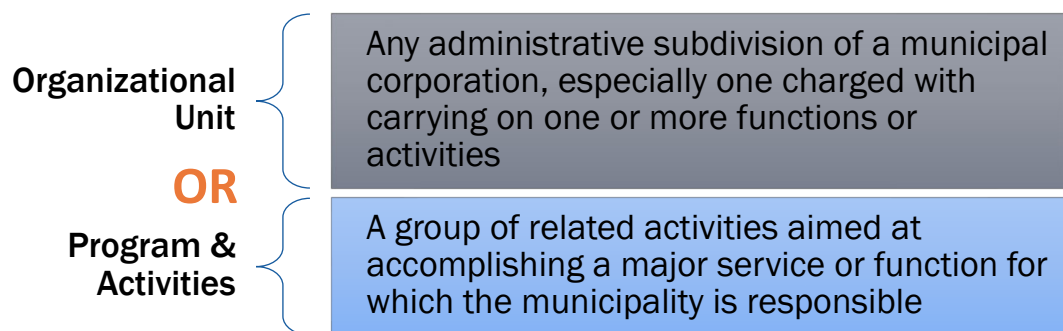 Organizational
Unit
Any administrative subdivision of a municipal
corporation, especially one charged with
carrying on one or more functions or
activities
OR
Program &
Activities
A group of related activities aimed at
accomplishing a major service or function for
which the municipality is responsible